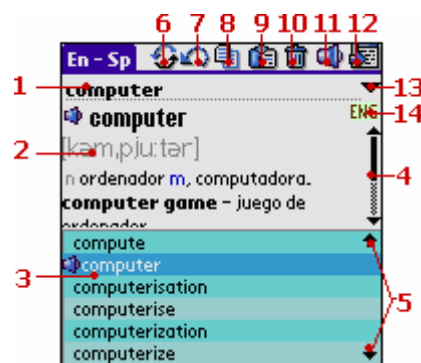 6 7 8 9 10 11 12
En - Sp
1 computer 13
computer ENG 14
2 [kəm,pju:tər]
n ordenador m, computadora. 4
computer game - juego de
ordenador
compute
3 computer
computerisation 5
computerise
computerization
computerize